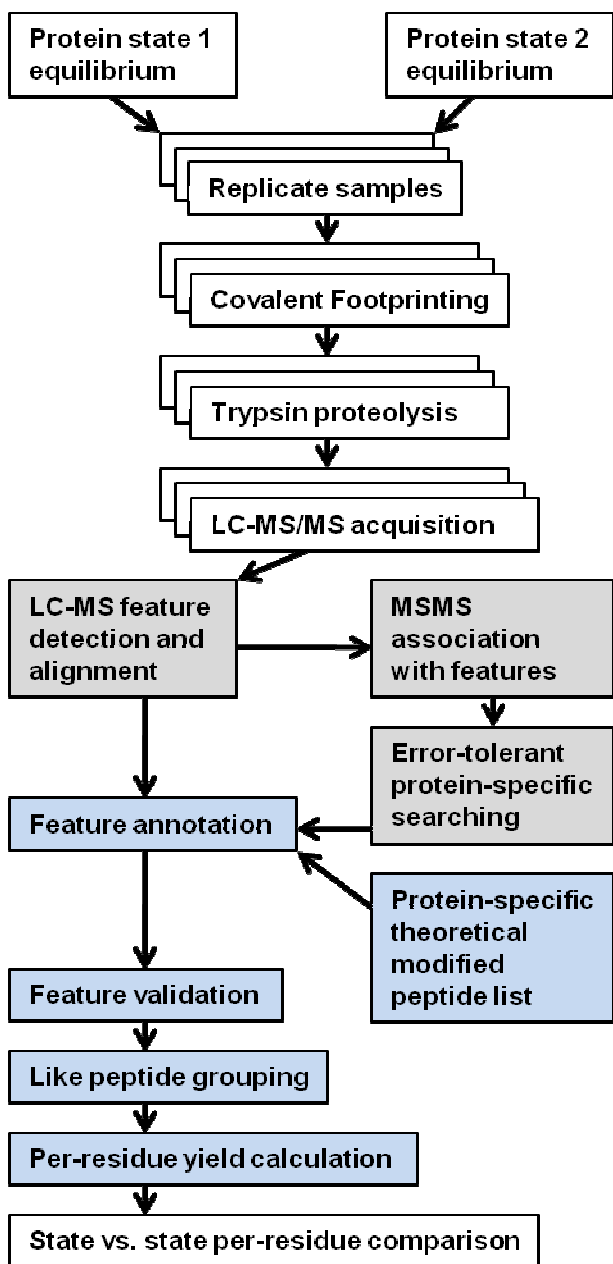 Protein state 1
equilibrium
Protein state 2
equilibrium
Replicate samples
Covalent Footprinting
Trypsin proteolysis
LC-MS/MS acquisition
LC-MS feature
detection and
alignment
MSMS
association
with features
Error-tolerant
protein-specific
searching
Feature annotation
Protein-specific
theoretical
modified
peptide list
Feature validation
Like peptide grouping
Per-residue yield calculation
State vs. state per-residue comparison